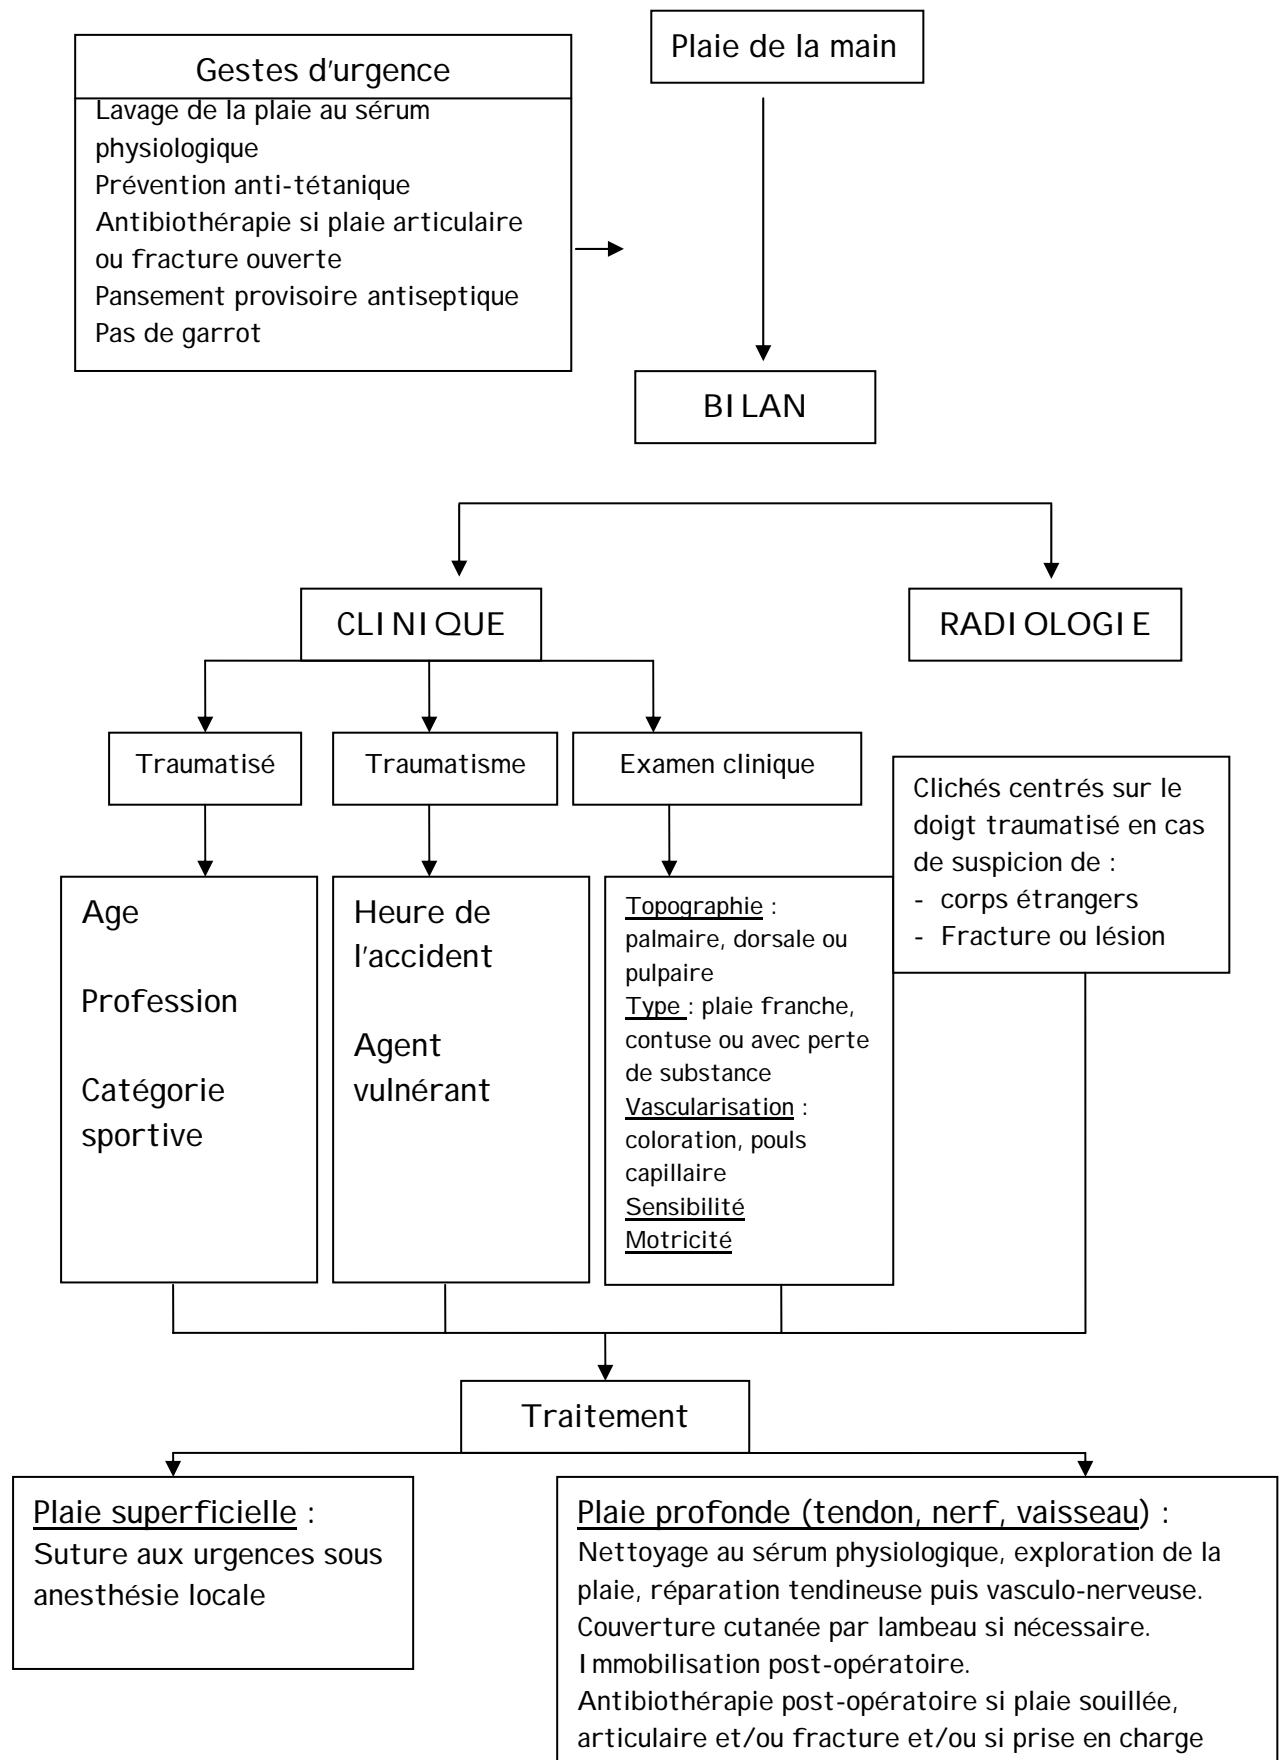 Plaie de la main
Gestes d'urgence
Lavage de la plaie au sérum
physiologique
Prévention anti-tétanique
Antibiothérapie si plaie articulaire
ou fracture ouverte
Pansement provisoire antiseptique
Pas de garrot
BILAN
CLINIQUE
RADIOLOGIE
Traumatisé
Traumatisme
Examen clinique
Clichés centrés sur le
doigt traumatisé en cas
de suspicion de :
- corps étrangers
- Fracture ou lésion
Age
Profession
Catégorie
sportive
Heure de
l'accident
Agent
vulnérant
Topographie :
palmaire, dorsale ou
pulpaire
Type : plaie franche,
contuse ou avec perte
de substance
Vascularisation :
coloration, pouls
capillaire
Sensibilité
Motricité
Traitement
Plaie superficielle :
Suture aux urgences sous
anesthésie locale
Plaie profonde (tendon, nerf, vaisseau) :
Nettoyage au sérum physiologique, exploration de la
plaie, réparation tendineuse puis vasculo-nerveuse.
Couverture cutanée par lambeau si nécessaire.
Immobilisation post-opératoire.
Antibiothérapie post-opératoire si plaie souillée,
articulaire et/ou fracture et/ou si prise en charge